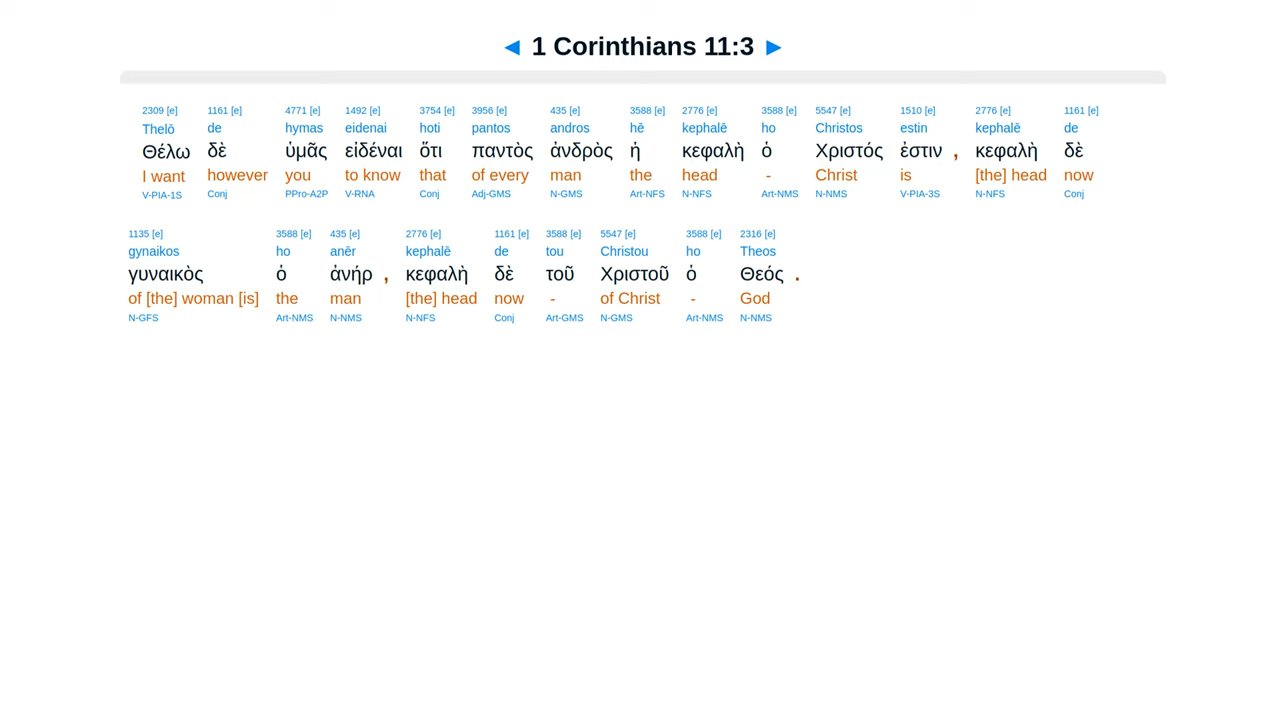 ◄ 1 Corinthians 11:3 ►
2309 [e] 1161 [e] 4771 [e] 1492 [e] 3754 [e] 3956 [e] 435 [e] 3588 [e] 2776 [e] 3588 [e] 5547 [e] 1510 [e] 2776 [e] 1161 [e]
Thelō de hymas eidenai hoti pantos andros hē kephalē ho Christos estin kephalē de
Θέλω δὲ ὑμᾶς εἰδέναι ὅτι παντὸς ἀνδρὸς ἡ κεφαλὴ ὁ Χριστός ἐστιν , κεφαλὴ δὲ
I want however you to know that of every man the head - Christ is [the] head now
V-PIA-1S Conj PPro-A2P V-RNA Conj Adj-GMS N-GMS Art-NFS N-NFS Art-NMS N-NMS V-PIA-3S N-NFS Conj
1135 [e] 3588 [e] 435 [e] 2776 [e] 1161 [e] 3588 [e] 5547 [e] 3588 [e] 2316 [e]
gynaikos ho anēr kephalē de tou Christou ho Theos
γυναικὸς ὁ ἀνήρ , κεφαλὴ δὲ τοῦ Χριστοῦ ὁ Θεός .
of [the] woman [is] the man [the] head now - of Christ - God
N-GFS Art-NMS N-NMS N-NFS Conj Art-GMS N-GMS Art-NMS N-NMS